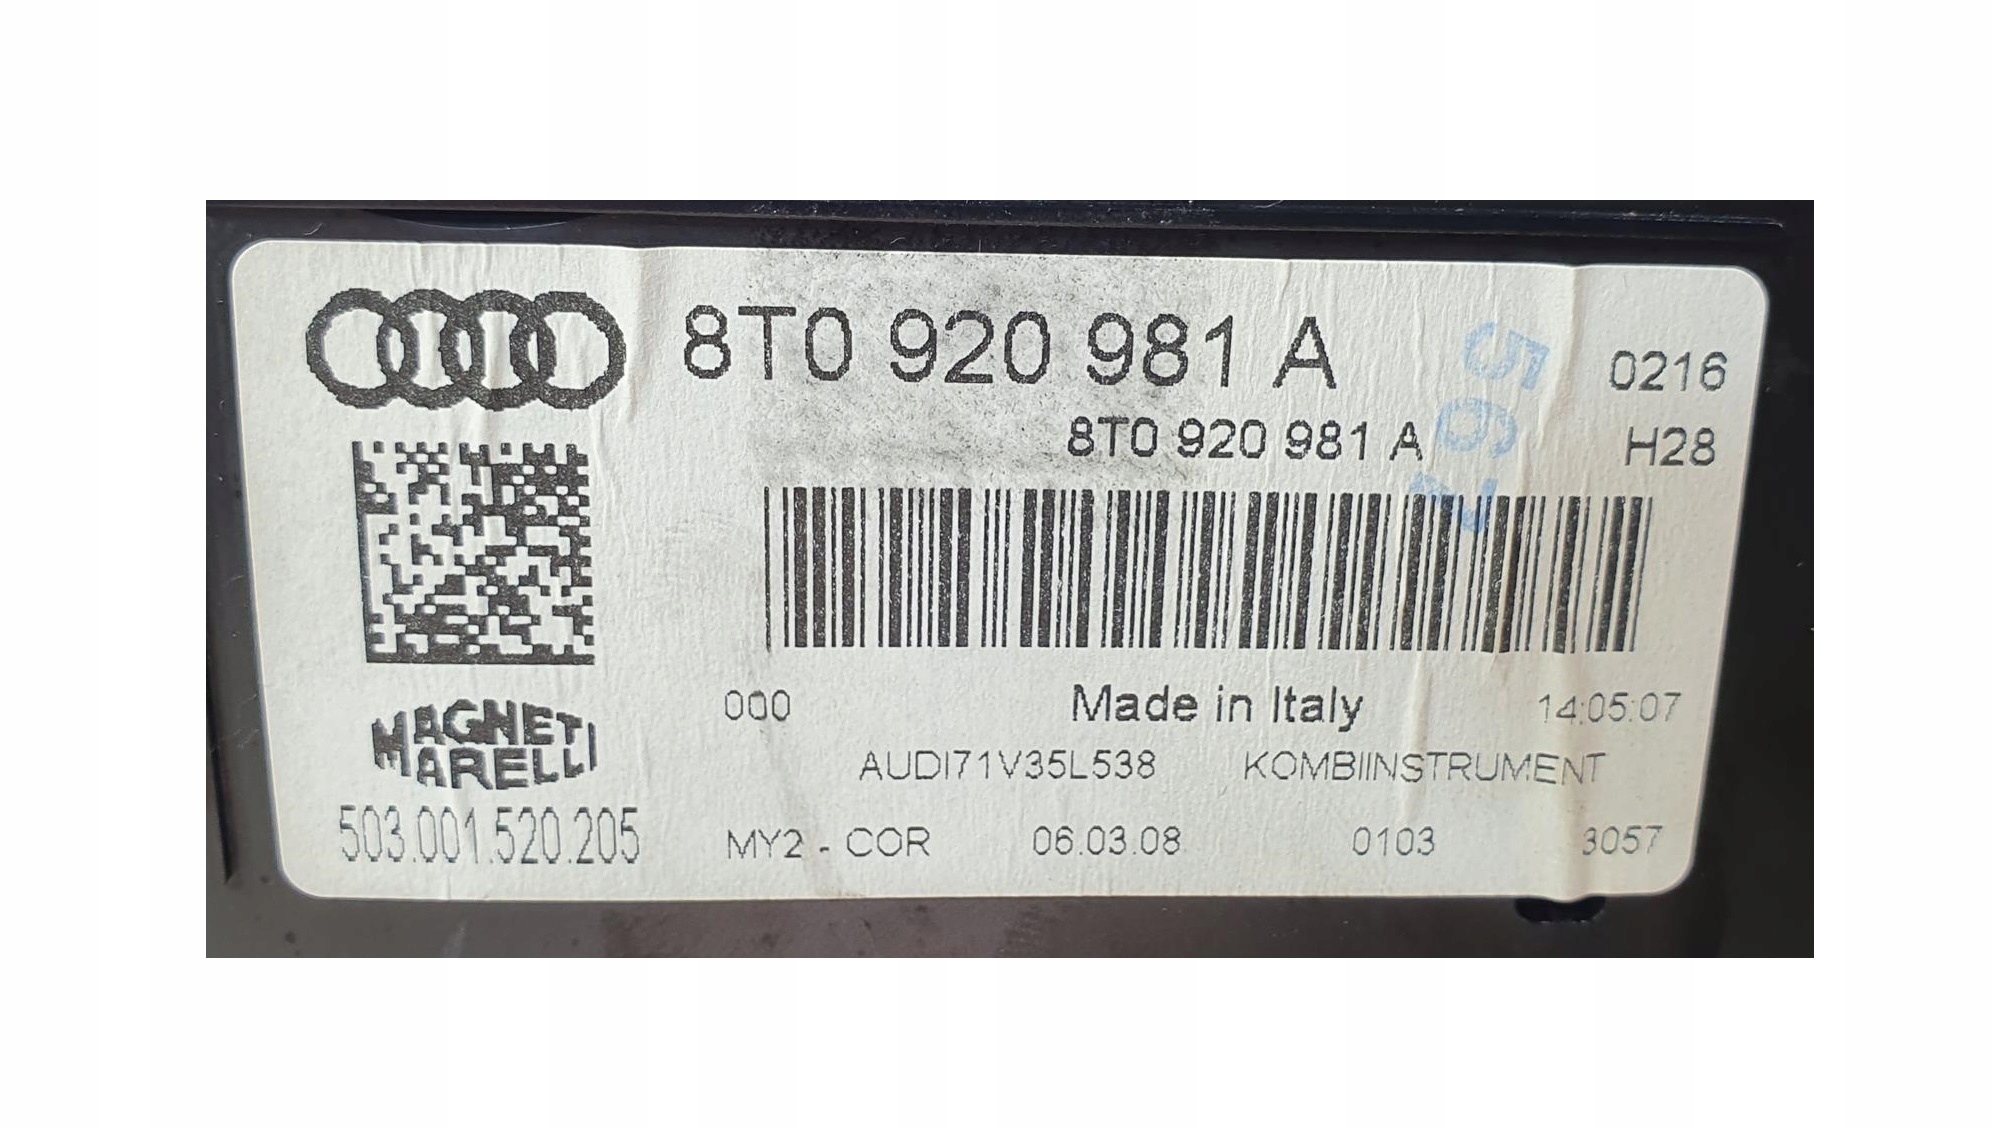 8T0 920 981 A
0216
8T0 920 981 A
H28
567
000 Made in Italy 14:05:07
MAGNETI
MARELLI
AUDI71V35L538 KOMBIINSTRUMENT
503.001.520.205
MY2 - COR 06.03.08 0103 3057